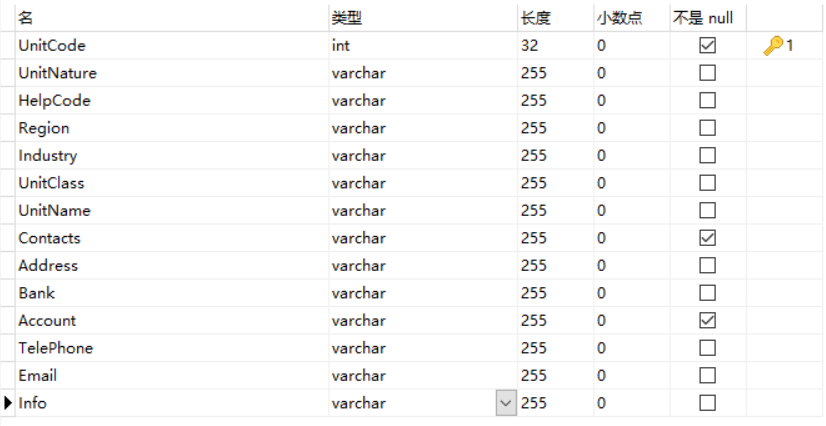 名 类型 长度 小数点 不是 null
UnitCode int 32 0 1
UnitNature varchar 255 0
HelpCode varchar 255 0
Region varchar 255 0
Industry varchar 255 0
UnitClass varchar 255 0
UnitName varchar 255 0
Contacts varchar 255 0
Address varchar 255 0
Bank varchar 255 0
Account varchar 255 0
TelePhone varchar 255 0
Email varchar 255 0
Info varchar 255 0